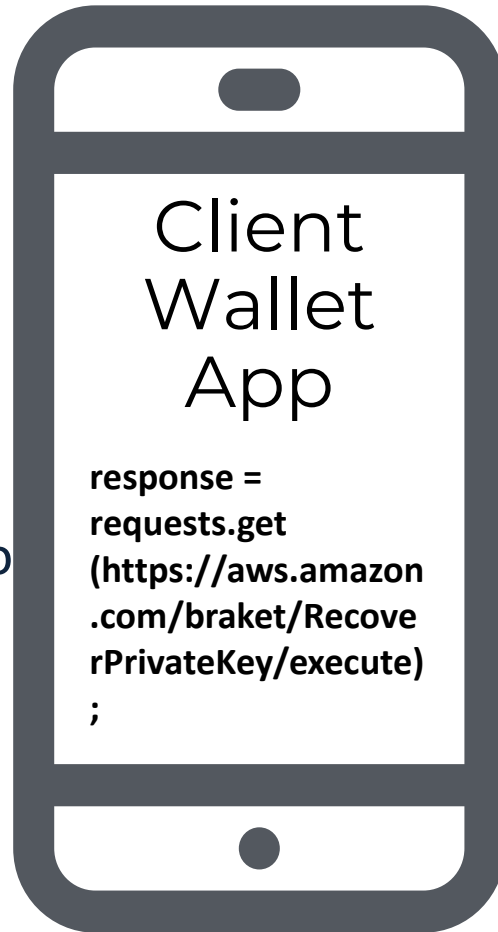 Client
Wallet
App
response =
requests.get
p
(https://aws.amazon
.com/braket/Recove
rPrivateKey/execute)
;